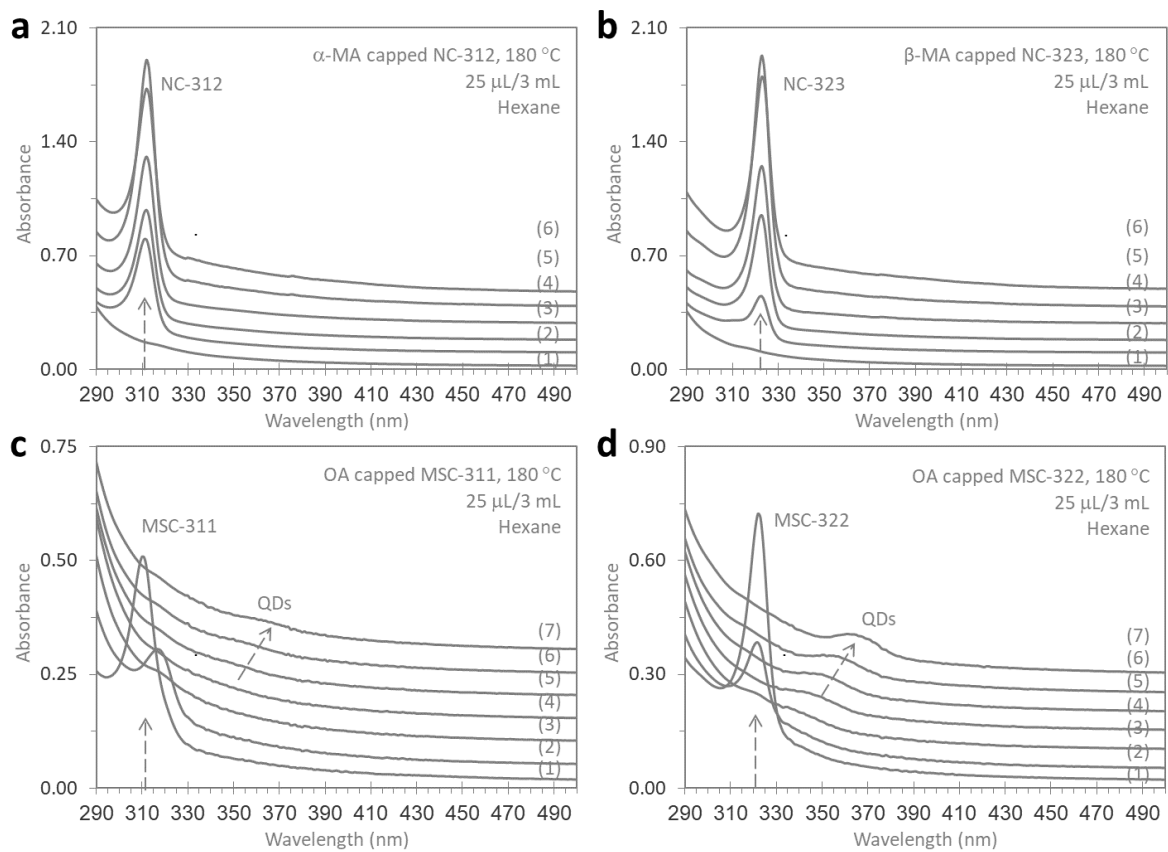 a
2.10
1.40
0.70
0.00
Absorbance
α-MA capped NC-312, 180 °C
25 μL/3 mL
Hexane
NC-312
(6)
(5)
(4)
(3)
(2)
(1)
290 310 330 350 370 390 410 430 450 470 490
Wavelength (nm)
b
2.10
1.40
0.70
0.00
Absorbance
β-MA capped NC-323, 180 °C
25 μL/3 mL
Hexane
NC-323
(6)
(5)
(4)
(3)
(2)
(1)
290 310 330 350 370 390 410 430 450 470 490
Wavelength (nm)
c
0.75
0.50
0.25
0.00
Absorbance
OA capped MSC-311, 180 °C
25 μL/3 mL
Hexane
MSC-311
QDs
(7)
(6)
(5)
(4)
(3)
(2)
(1)
290 310 330 350 370 390 410 430 450 470 490
Wavelength (nm)
d
0.90
0.60
0.30
0.00
Absorbance
OA capped MSC-322, 180 °C
25 μL/3 mL
Hexane
MSC-322
QDs
(7)
(6)
(5)
(4)
(3)
(2)
(1)
290 310 330 350 370 390 410 430 450 470 490
Wavelength (nm)